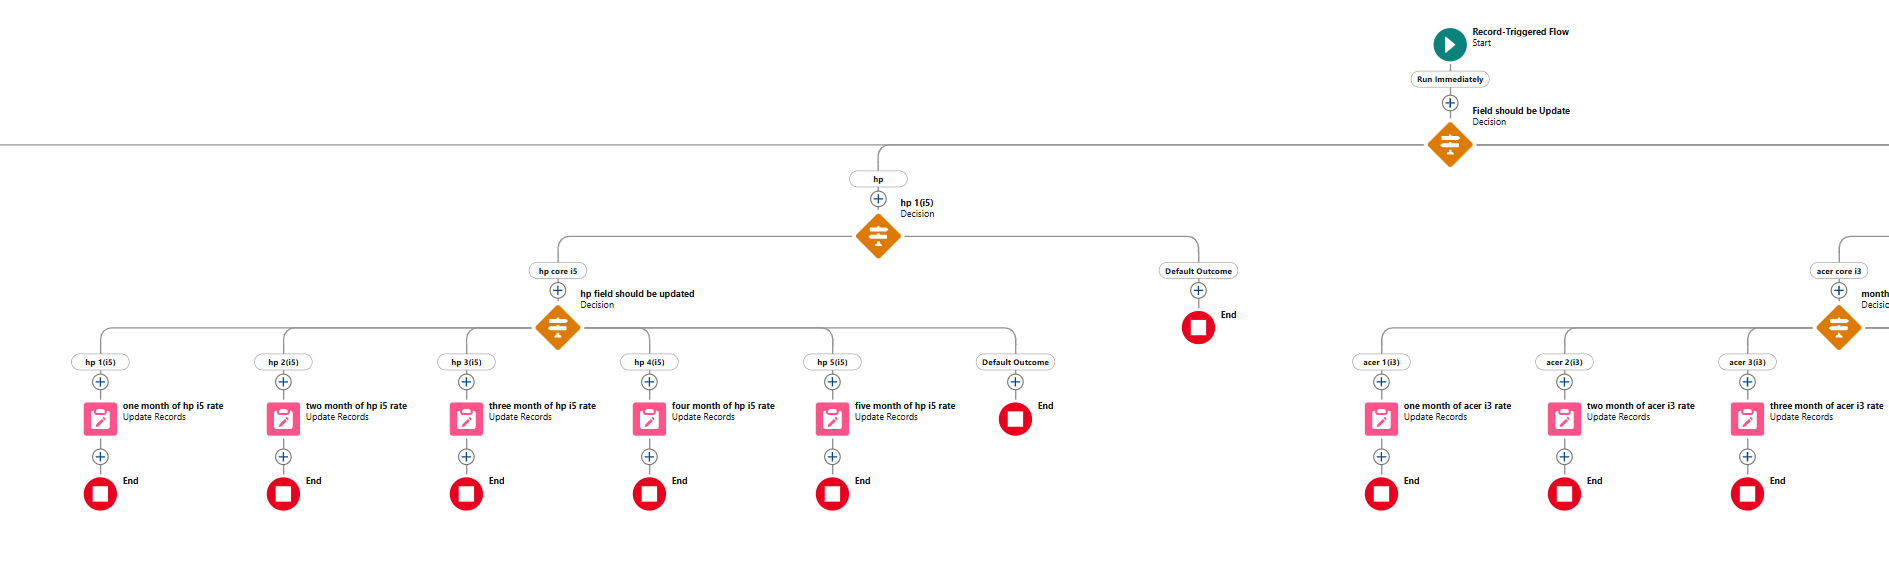 Record-Triggered Flow
Start
Run Immediately
Field should be Update
Decision
hp
hp 1(i5)
Decision
hp core i5
Default Outcome
acer core i3
hp field should be updated
Decision
End
month
Decisio
hp 1(i5)
hp 2(i5)
hp 3(i5)
hp 4(i5)
hp 5(i5)
Default Outcome
acer 1(i3)
acer 2(i3)
acer 3(i3)
one month of hp i5 rate
Update Records
two month of hp i5 rate
Update Records
three month of hp i5 rate
Update Records
four month of hp i5 rate
Update Records
five month of hp i5 rate
Update Records
End
one month of acer i3 rate
Update Records
two month of acer i3 rate
Update Records
three month of acer i3 rate
Update Records
End
End
End
End
End
End
End
End